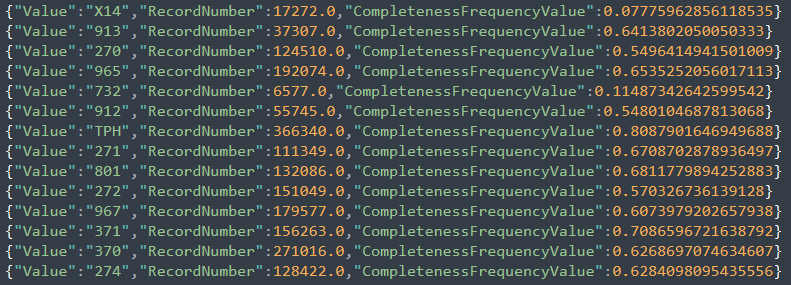 {"Value":"X14","RecordNumber":17272.0,"CompletenessFrequencyValue":0.07775962856118535}
{"Value":"913","RecordNumber":37307.0,"CompletenessFrequencyValue":0.6413802050050333}
{"Value":"270","RecordNumber":124510.0,"CompletenessFrequencyValue":0.5496414941501009}
{"Value":"965","RecordNumber":192074.0,"CompletenessFrequencyValue":0.6535252056017113}
{"Value":"732","RecordNumber":6577.0,"CompletenessFrequencyValue":0.11487342642599542}
{"Value":"912","RecordNumber":55745.0,"CompletenessFrequencyValue":0.5480104687813068}
{"Value":"TPH","RecordNumber":366340.0,"CompletenessFrequencyValue":0.8087901646949688}
{"Value":"271","RecordNumber":111349.0,"CompletenessFrequencyValue":0.6708702878936497}
{"Value":"801","RecordNumber":132086.0,"CompletenessFrequencyValue":0.6811779894252883}
{"Value":"272","RecordNumber":151049.0,"CompletenessFrequencyValue":0.570326736139128}
{"Value":"967","RecordNumber":179577.0,"CompletenessFrequencyValue":0.6073979202657938}
{"Value":"371","RecordNumber":156263.0,"CompletenessFrequencyValue":0.7086596721638792}
{"Value":"370","RecordNumber":271016.0,"CompletenessFrequencyValue":0.6268697074634607}
{"Value":"274","RecordNumber":128422.0,"CompletenessFrequencyValue":0.6284098095435556}